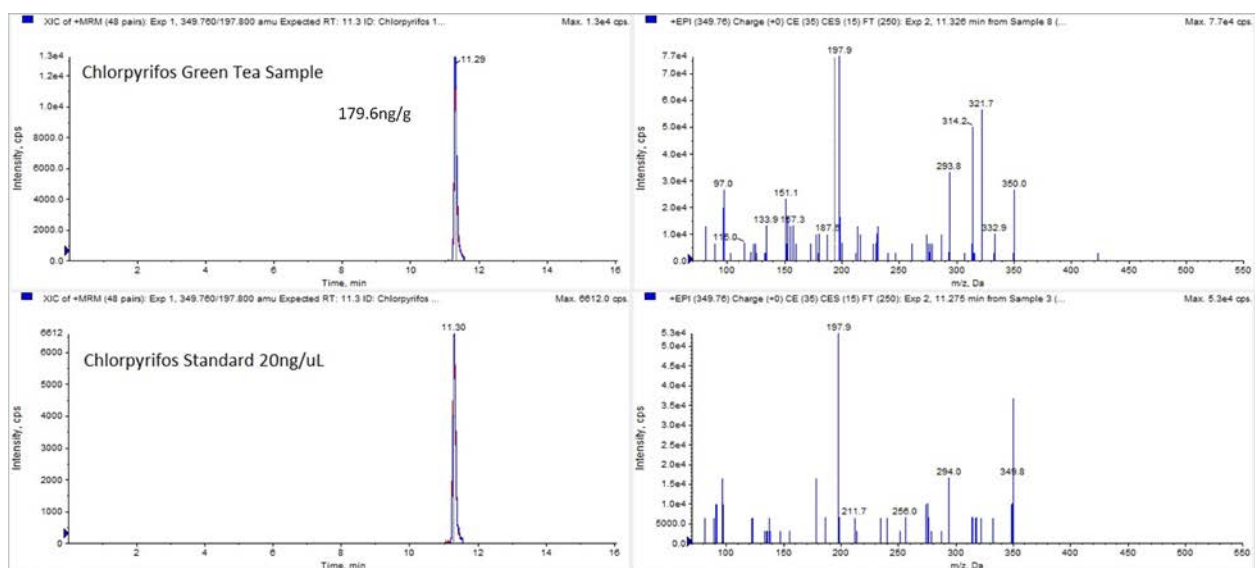 XIC of +MRM (48 pairs): Exp 1, 349.760/197.800 amu Expected RT: 11.3 ID: Chlorpyrifos 1... Max. 1.3e4 cps.
1.3e4
1.2e4
1.0e4
8000.0
6000.0
4000.0
2000.0
0.0
Intensity, cps
11.29
Chlorpyrifos Green Tea Sample
179.6ng/g
2 4 6 8 10 12 14 16
Time, min
+EPI (349.76) Charge (+0) CE (35) CES (15) FT (250): Exp 2, 11.326 min from Sample 8 (... Max. 7.7e4 cps.
7.7e4
7.0e4
6.0e4
5.0e4
4.0e4
3.0e4
2.0e4
1.0e4
0.0
Intensity, cps
197.9
321.7
314.2
293.8
97.0
151.1
350.0
133.9
115.0
332.9
100 150 200 250 300 350 400 450 500 550
m/z, Da
XIC of +MRM (48 pairs): Exp 1, 349.760/197.800 amu Expected RT: 11.3 ID: Chlorpyrifos ... Max. 6612.0 cps.
6612
6000
5000
4000
3000
2000
1000
0
Intensity, cps
11.30
Chlorpyrifos Standard 20ng/uL
2 4 6 8 10 12 14 16
Time, min
+EPI (349.76) Charge (+0) CE (35) CES (15) FT (250): Exp 2, 11.275 min from Sample 3 (... Max. 5.3e4 cps.
5.3e4
5.0e4
4.5e4
4.0e4
3.5e4
3.0e4
2.5e4
2.0e4
1.5e4
1.0e4
5000.0
0.0
Intensity, cps
197.9
294.0
349.8
211.7
256.0
100 150 200 250 300 350 400 450 500 550
m/z, Da